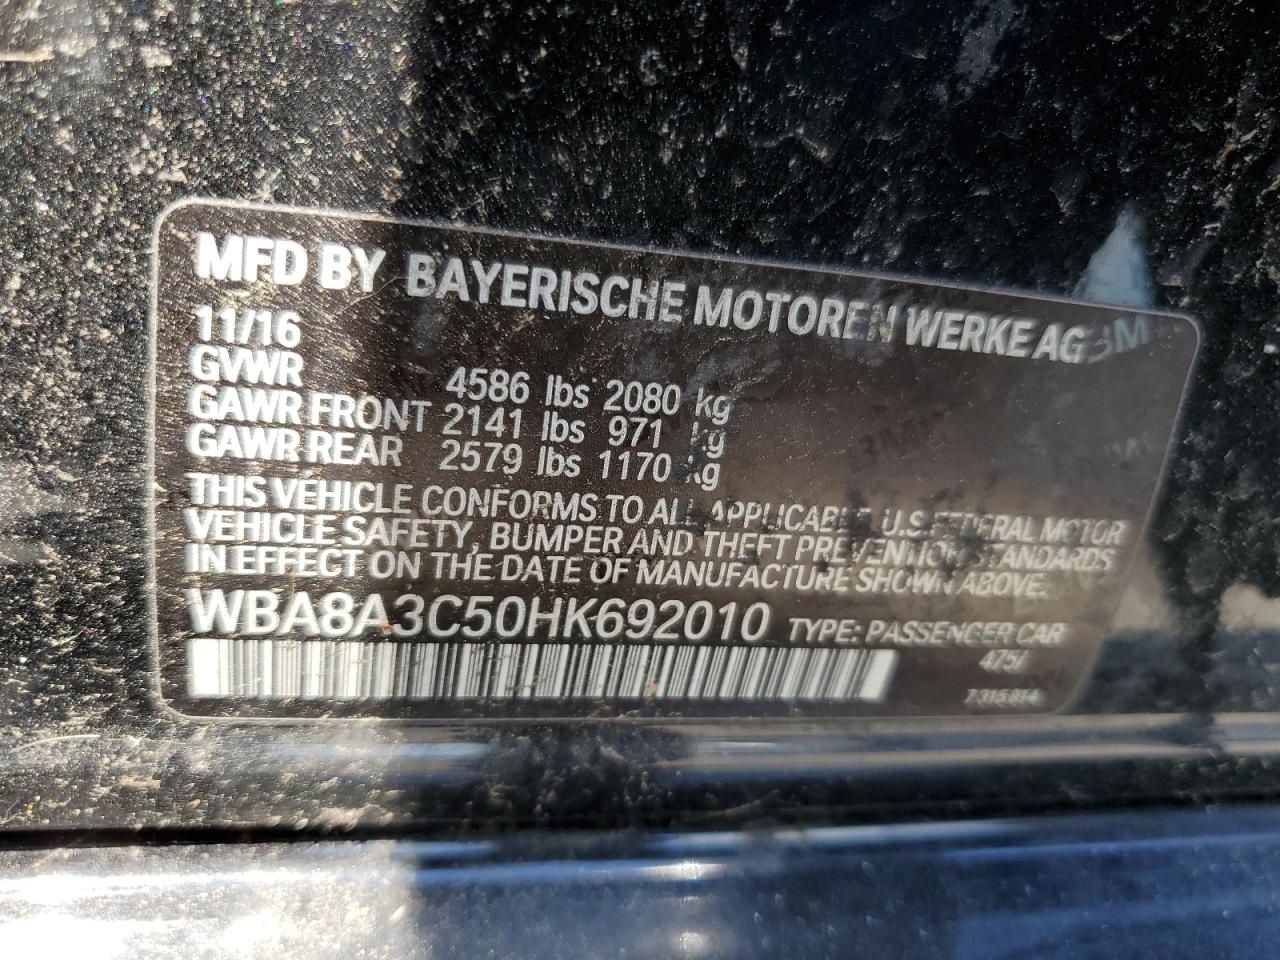 MFD BY BAYERISCHE MOTOREN WERKE AG
11/16
GVWR 4586 lbs 2080 kg
GAWR FRONT 2141 lbs 971 kg
GAWR REAR 2579 lbs 1170 kg
THIS VEHICLE CONFORMS TO ALL APPLICABLE U.S. FEDERAL MOTOR
VEHICLE SAFETY, BUMPER AND THEFT PREVENTION STANDARDS
IN EFFECT ON THE DATE OF MANUFACTURE SHOWN ABOVE.
WBA8A3C50HK692010 TYPE: PASSENGER CAR